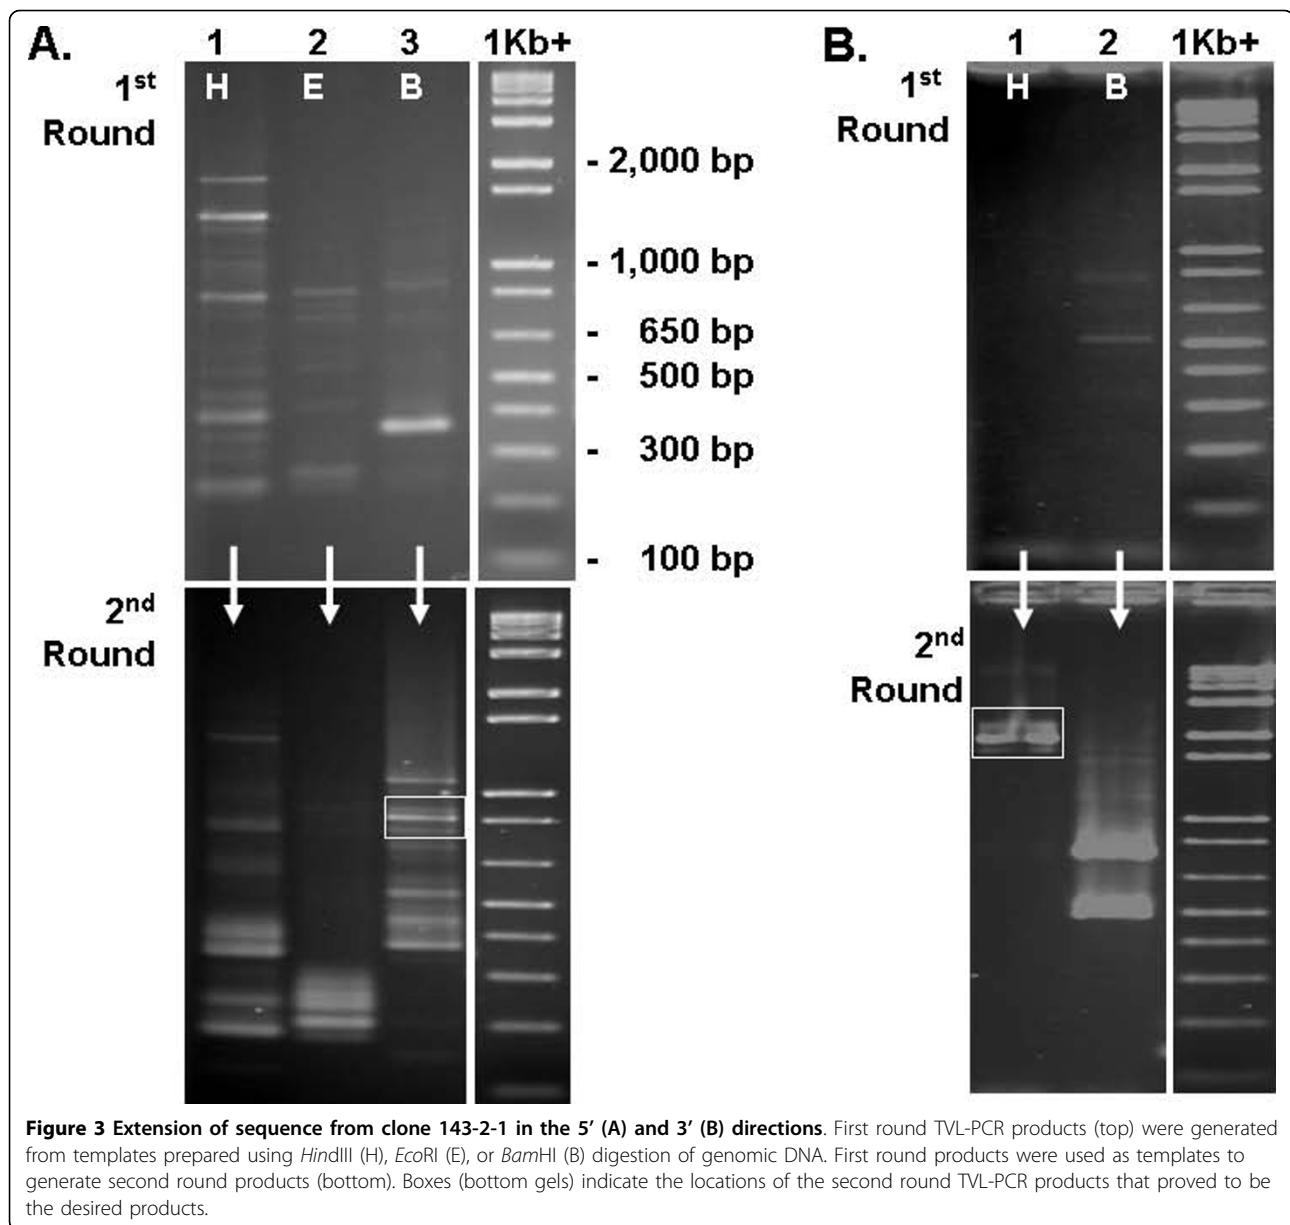 A.
1 2 3 1Kb+
H E B
1st
Round
- 2,000 bp
- 1,000 bp
- 650 bp
- 500 bp
- 300 bp
- 100 bp
2nd
Round
B.
1 2 1Kb+
H B
1st
Round
2nd
Round
Figure 3 Extension of sequence from clone 143-2-1 in the 5’ (A) and 3’ (B) directions. First round TVL-PCR products (top) were generated
from templates prepared using HindIII (H), EcoRI (E), or BamHI (B) digestion of genomic DNA. First round products were used as templates to
generate second round products (bottom). Boxes (bottom gels) indicate the locations of the second round TVL-PCR products that proved to be
the desired products.